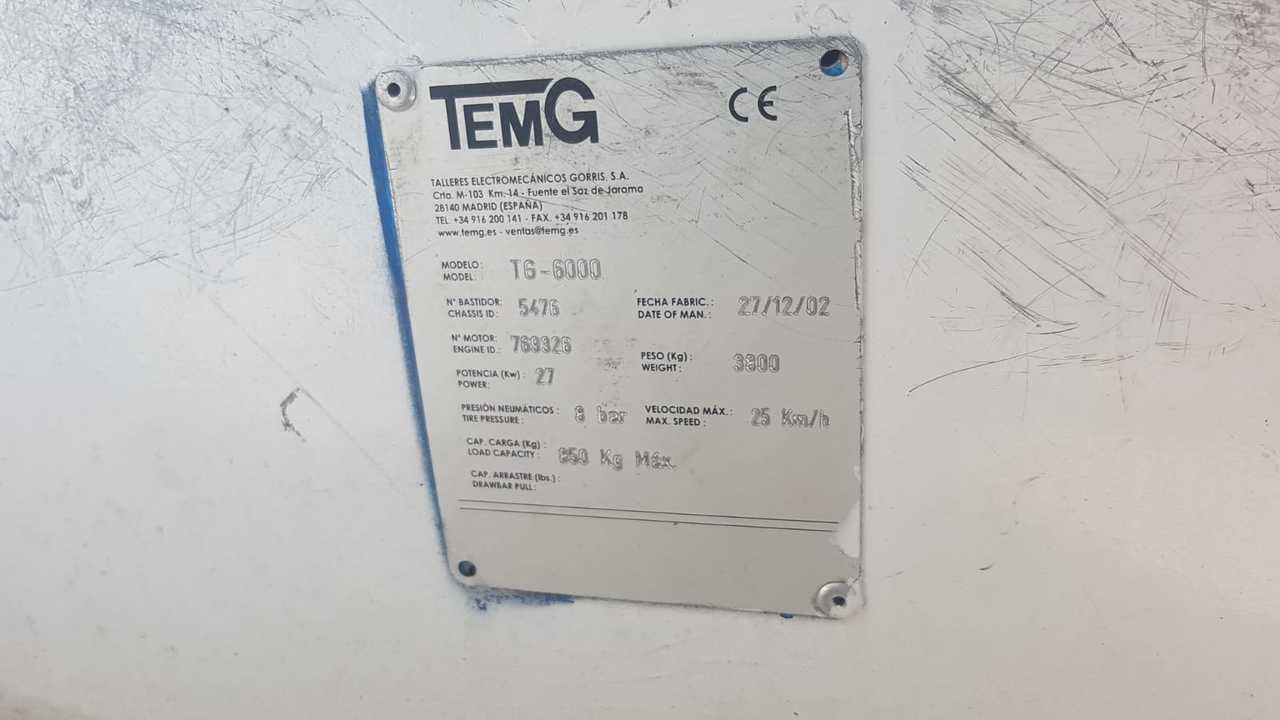 TEMG CE
TALLERES ELECTROMECÁNICOS GORRIS, S.A.
Crta. M-103 Km. 14 - Fuente el Saz de Jarama
28140 MADRID (ESPAÑA)
TEL. +34 916 200 141 - FAX. +34 916 201 178
www.temg.es - ventas@temg.es
MODELO: TG-6000
MODEL:
Nº BASTIDOR: 5476 FECHA FABRIC.: 27/12/02
CHASSIS ID: DATE OF MAN.:
Nº MOTOR: 769326
ENGINE ID.: PESO (Kg):
POTENCIA (Kw): 27 WEIGHT:
POWER:
PRESIÓN NEUMÁTICOS: bar VELOCIDAD MÁX.: 25 Km/h
TIRE PRESSURE: MAX. SPEED:
CAP. CARGA (Kg): Kg Máx.
LOAD CAPACITY:
CAP. ARRASTRE (lbs.):
DRAWBAR PULL: